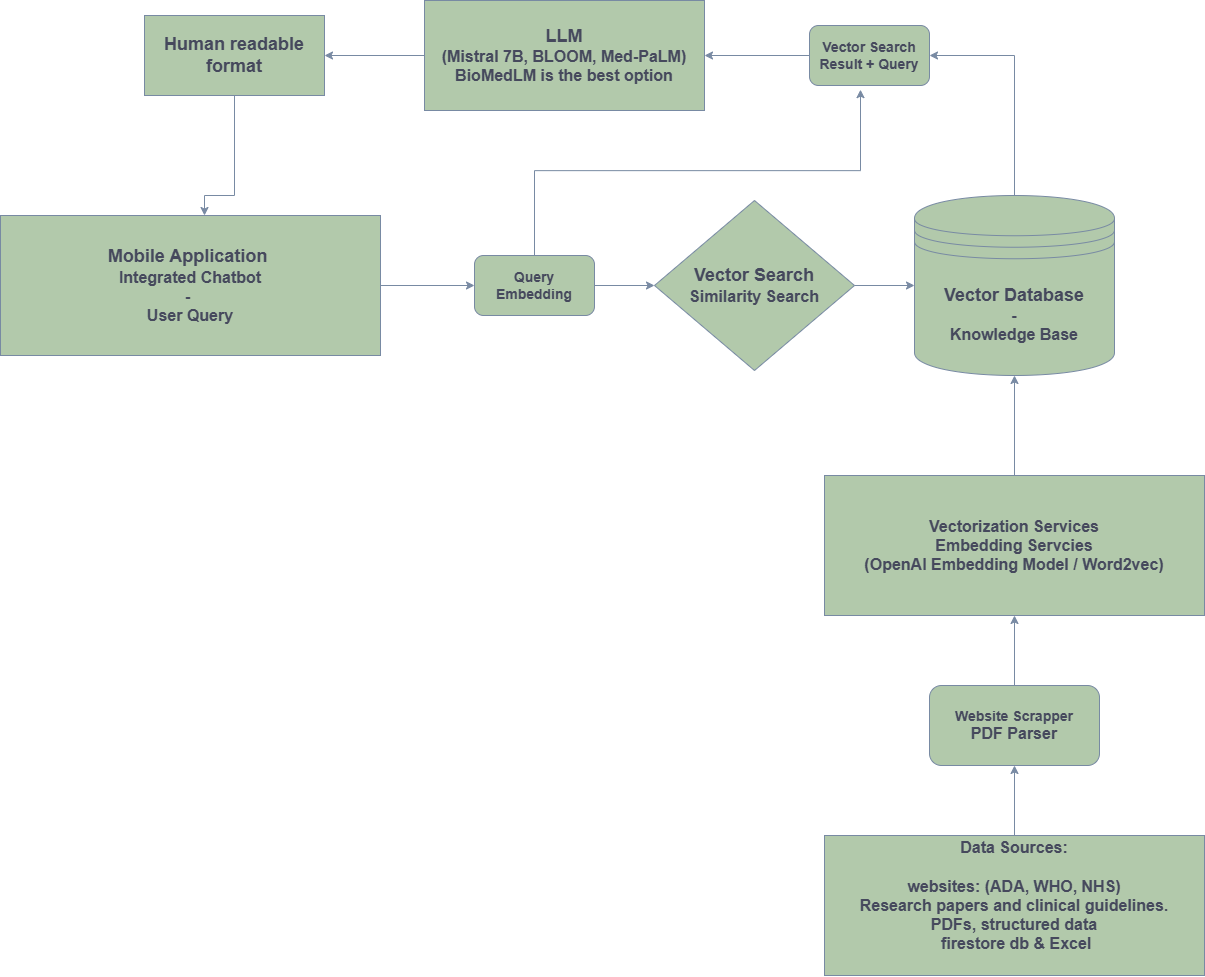 Human readable
format
LLM
(Mistral 7B, BLOOM, Med-PaLM)
BioMedLM is the best option
Vector Search
Result + Query
Mobile Application
Integrated Chatbot
-
User Query
Query
Embedding
Vector Search
Similarity Search
Vector Database
-
Knowledge Base
Vectorization Services
Embedding Servcies
(OpenAI Embedding Model / Word2vec)
Website Scrapper
PDF Parser
Data Sources:
websites: (ADA, WHO, NHS)
Research papers and clinical guidelines.
PDFs, structured data
firestore db & Excel